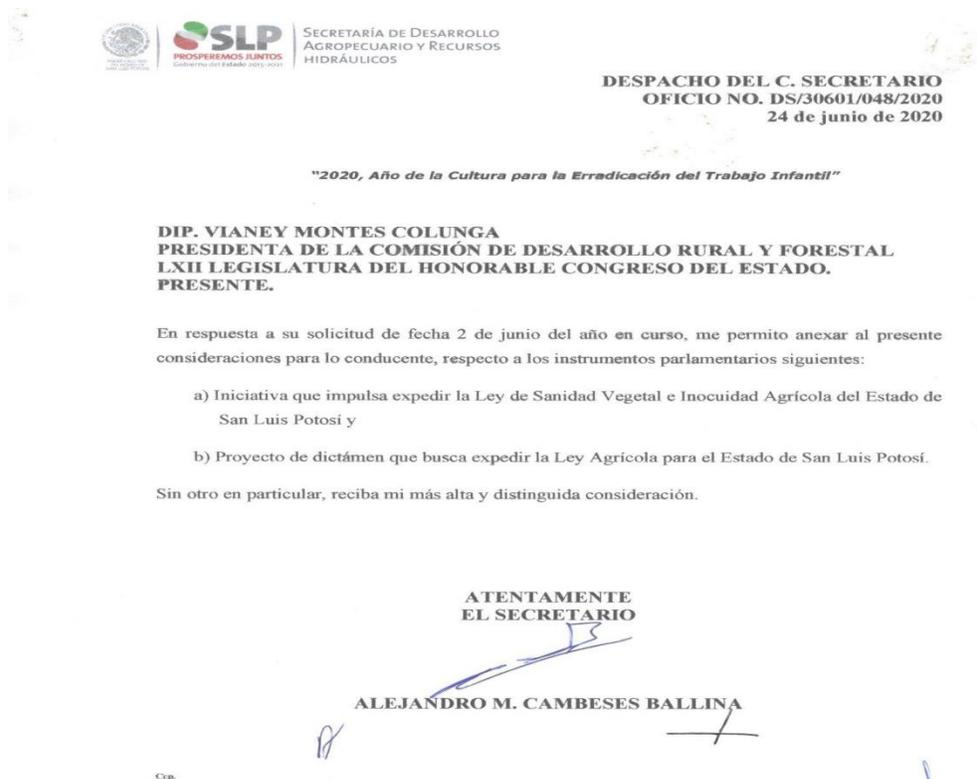 SLP
PROSPEREMOS JUNTOS
Gobierno del Estado 2015-2021
SECRETARÍA DE DESARROLLO
AGROPECUARIO Y RECURSOS
HIDRÁULICOS
DESPACHO DEL C. SECRETARIO
OFICIO NO. DS/30601/048/2020
24 de junio de 2020
"2020, Año de la Cultura para la Erradicación del Trabajo Infantil"
DIP. VIANEY MONTES COLUNGA
PRESIDENTA DE LA COMISIÓN DE DESARROLLO RURAL Y FORESTAL
LXII LEGISLATURA DEL HONORABLE CONGRESO DEL ESTADO.
PRESENTE.
En respuesta a su solicitud de fecha 2 de junio del año en curso, me permito anexar al presente
consideraciones para lo conducente, respecto a los instrumentos parlamentarios siguientes:
a) Iniciativa que impulsa expedir la Ley de Sanidad Vegetal e Inocuidad Agrícola del Estado de
San Luis Potosí y
b) Proyecto de dictámen que busca expedir la Ley Agrícola para el Estado de San Luis Potosí.
Sin otro en particular, reciba mi más alta y distinguida consideración.
ATENTAMENTE
EL SECRETARIO
ALEJANDRO M. CAMBESES BALLINA
Ccp.